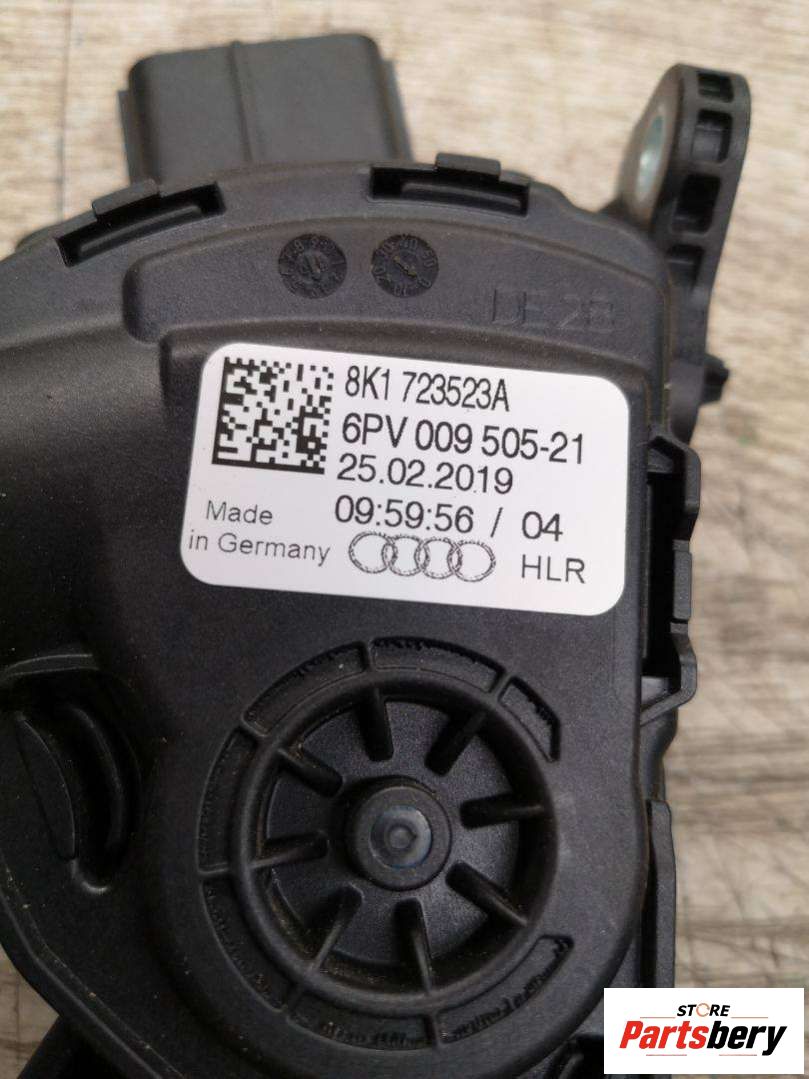 DE2B
8K1 723523A
6PV 009 505-21
25.02.2019
09:59:56 / 04
Made
in Germany
HLR
STORE
Partsbery